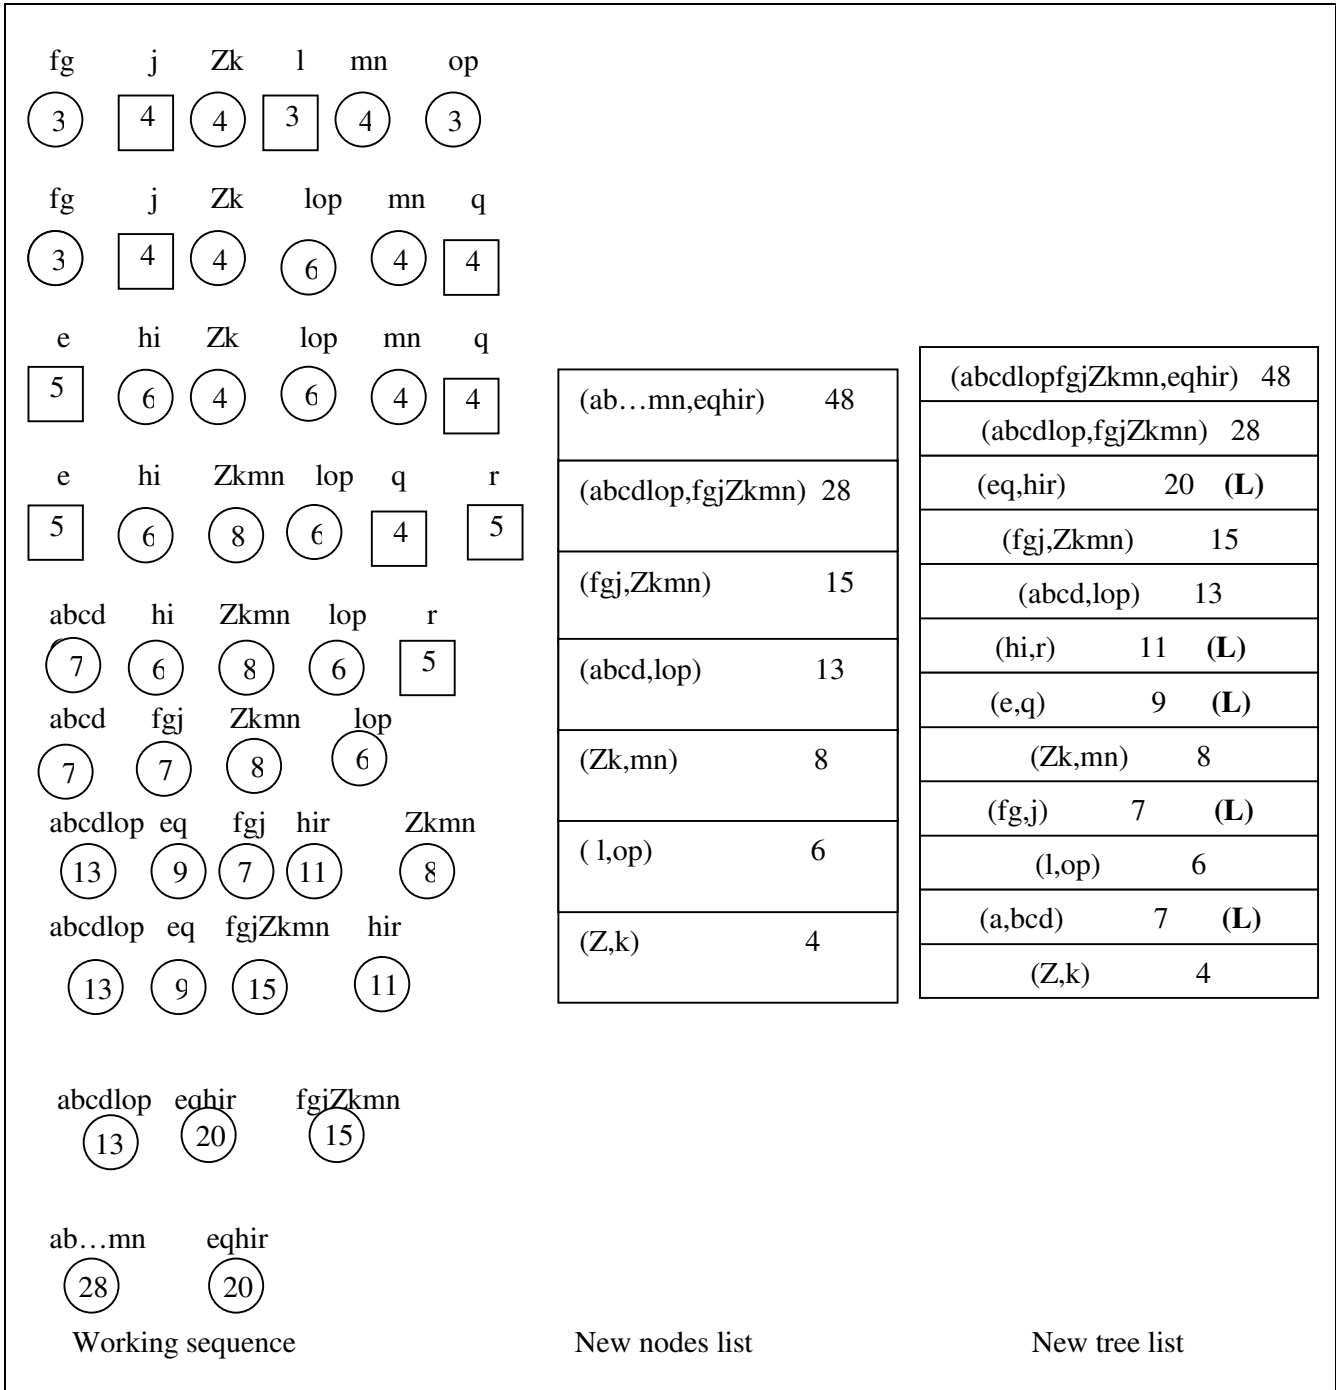 fg j Zk l mn op
3 4 4 3 4 3
fg j Zk lop mn q
3 4 4 6 4 4
e hi Zk lop mn q
5 6 4 6 4 4
e hi Zkmn lop q r
5 6 8 6 4 5
abcd hi Zkmn lop r
7 6 8 6 5
abcd fgj Zkmn lop
7 7 8 6
abcdlop eq fgj hir Zkmn
13 9 7 11 8
abcdlop eq fgjZkmn hir
13 9 15 11
abcdlop eqhir fgjZkmn
13 20 15
ab…mn eqhir
28 20
Working sequence
(ab…mn,eqhir) 48
(abcdlop,fgjZkmn) 28
(fgj,Zkmn) 15
(abcd,lop) 13
(Zk,mn) 8
( l,op) 6
(Z,k) 4
New nodes list
(abcdlopfgjZkmn,eqhir) 48
(abcdlop,fgjZkmn) 28
(eq,hir) 20 (L)
(fgj,Zkmn) 15
(abcd,lop) 13
(hi,r) 11 (L)
(e,q) 9 (L)
(Zk,mn) 8
(fg,j) 7 (L)
(l,op) 6
(a,bcd) 7 (L)
(Z,k) 4
New tree list